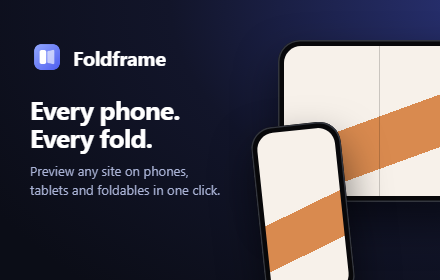 Foldframe
Every phone.
Every fold.
Preview any site on phones,
tablets and foldables in one click.